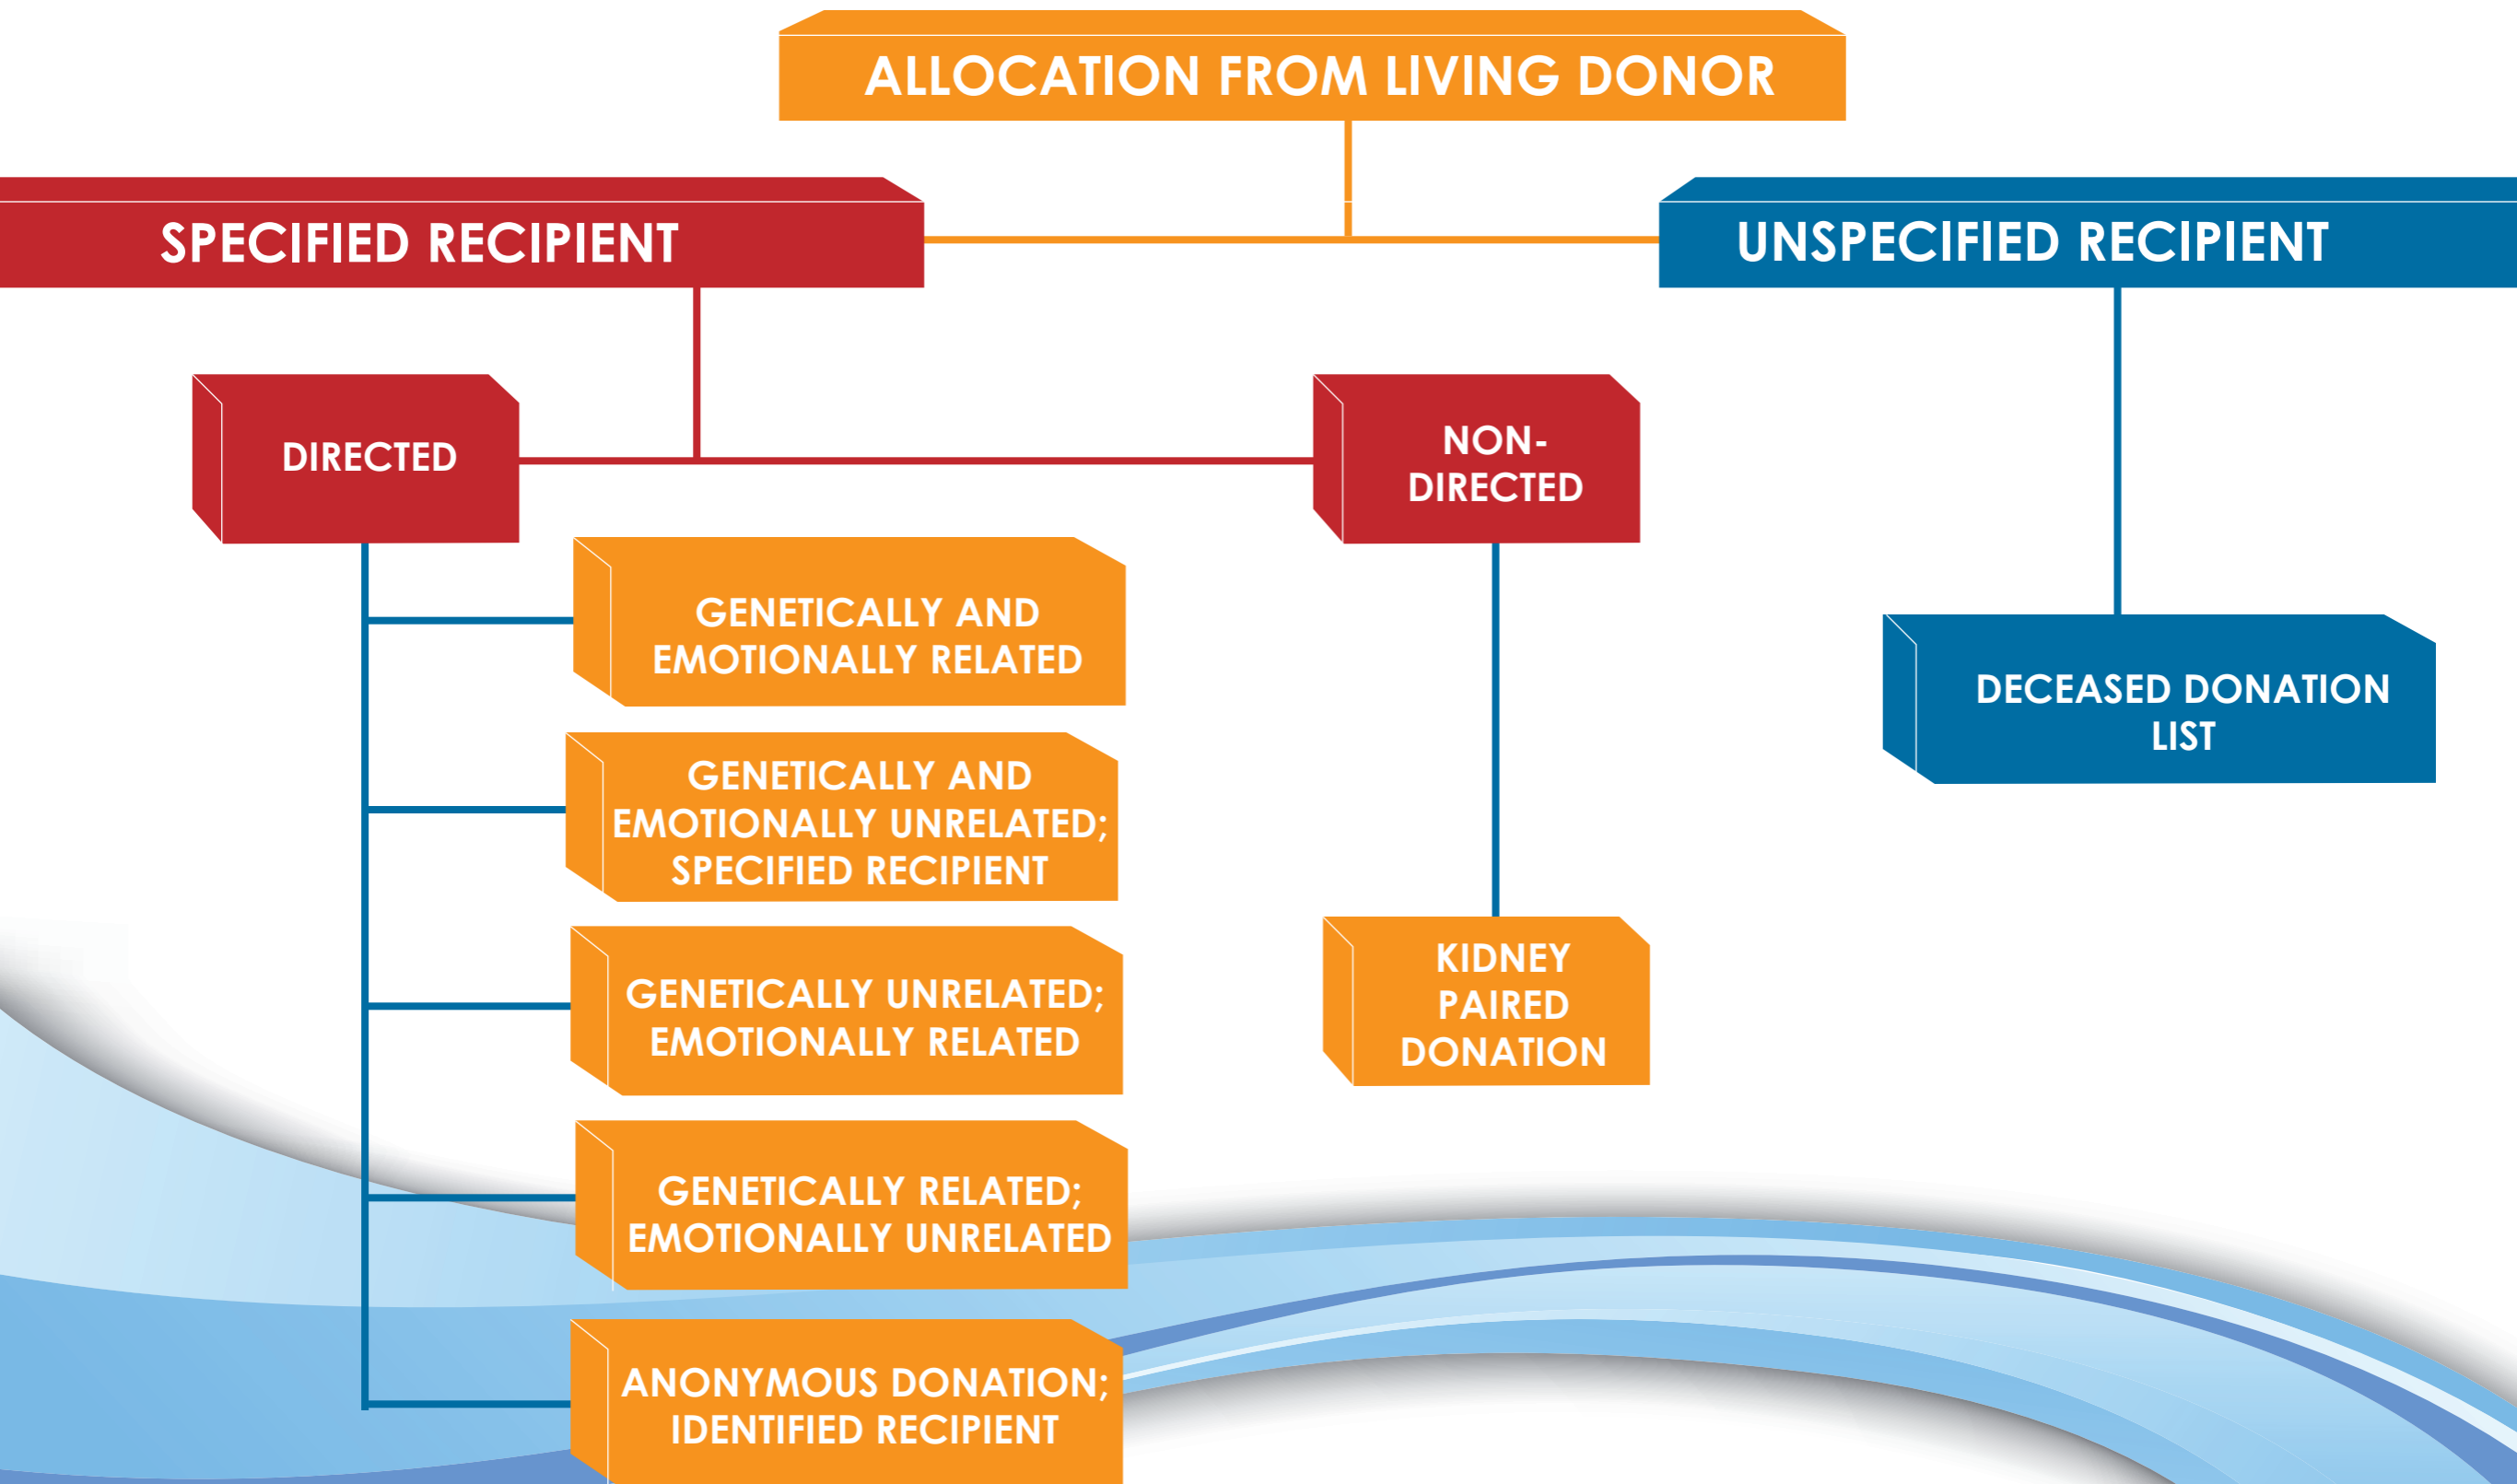 ALLOCATION FROM LIVING DONOR
SPECIFIED RECIPIENT
UNSPECIFIED RECIPIENT
DIRECTED
NON-
DIRECTED
GENETICALLY AND
EMOTIONALLY RELATED
GENETICALLY AND
EMOTIONALLY UNRELATED;
SPECIFIED RECIPIENT
GENETICALLY UNRELATED;
EMOTIONALLY RELATED
GENETICALLY RELATED;
EMOTIONALLY UNRELATED
ANONYMOUS DONATION;
IDENTIFIED RECIPIENT
KIDNEY
PAIRED
DONATION
DECEASED DONATION
LIST